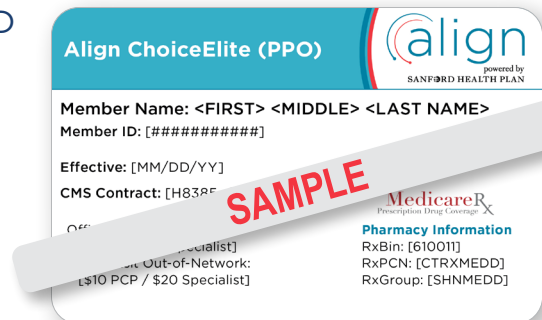 Align ChoiceElite (PPO)
align
powered by
SANFORD HEALTH PLAN
Member Name: <FIRST> <MIDDLE> <LAST NAME>
Member ID: [###########]
Effective: [MM/DD/YY]
CMS Contract: [H838
SAMPLE
MedicareRx
Prescription Drug Coverage
Pharmacy Information
RxBin: [610011]
RxPCN: [CTRXMEDD]
RxGroup: [SHNMEDD]
Specialist]
Out-of-Network:
[$10 PCP / $20 Specialist]